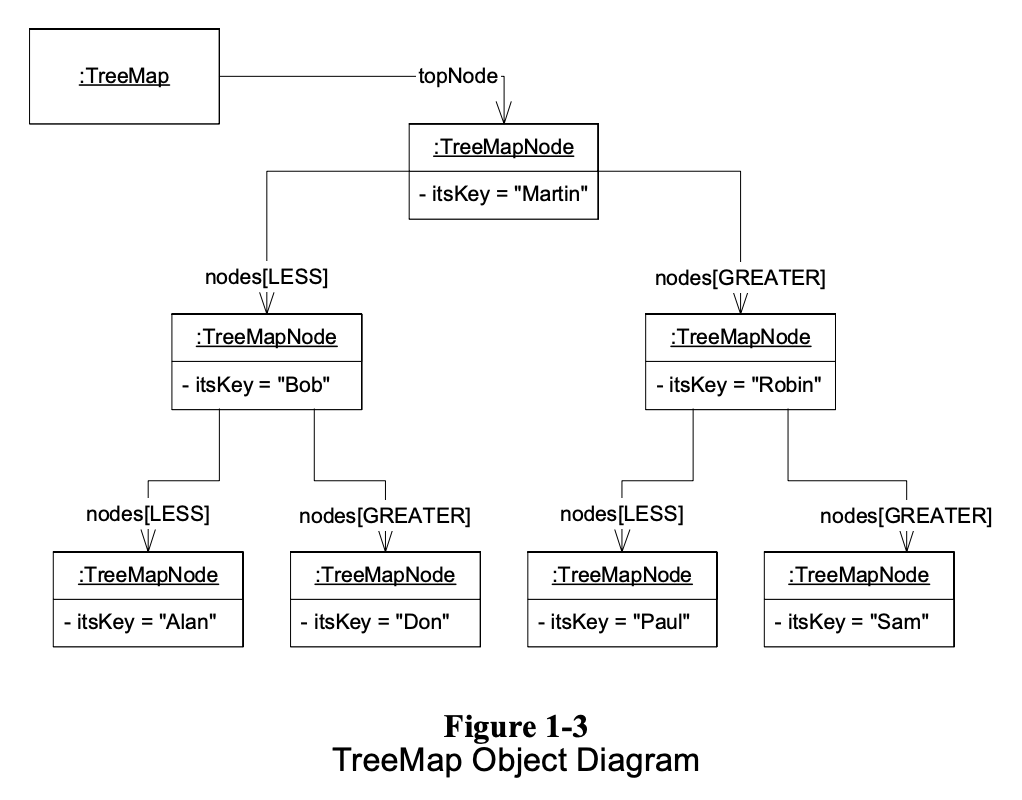 :TreeMap
topNode
:TreeMapNode
- itsKey = "Martin"
nodes[LESS]
nodes[GREATER]
:TreeMapNode
- itsKey = "Bob"
:TreeMapNode
- itsKey = "Robin"
nodes[LESS]
nodes[GREATER]
nodes[LESS]
nodes[GREATER]
:TreeMapNode
- itsKey = "Alan"
:TreeMapNode
- itsKey = "Don"
:TreeMapNode
- itsKey = "Paul"
:TreeMapNode
- itsKey = "Sam"
Figure 1-3
TreeMap Object Diagram